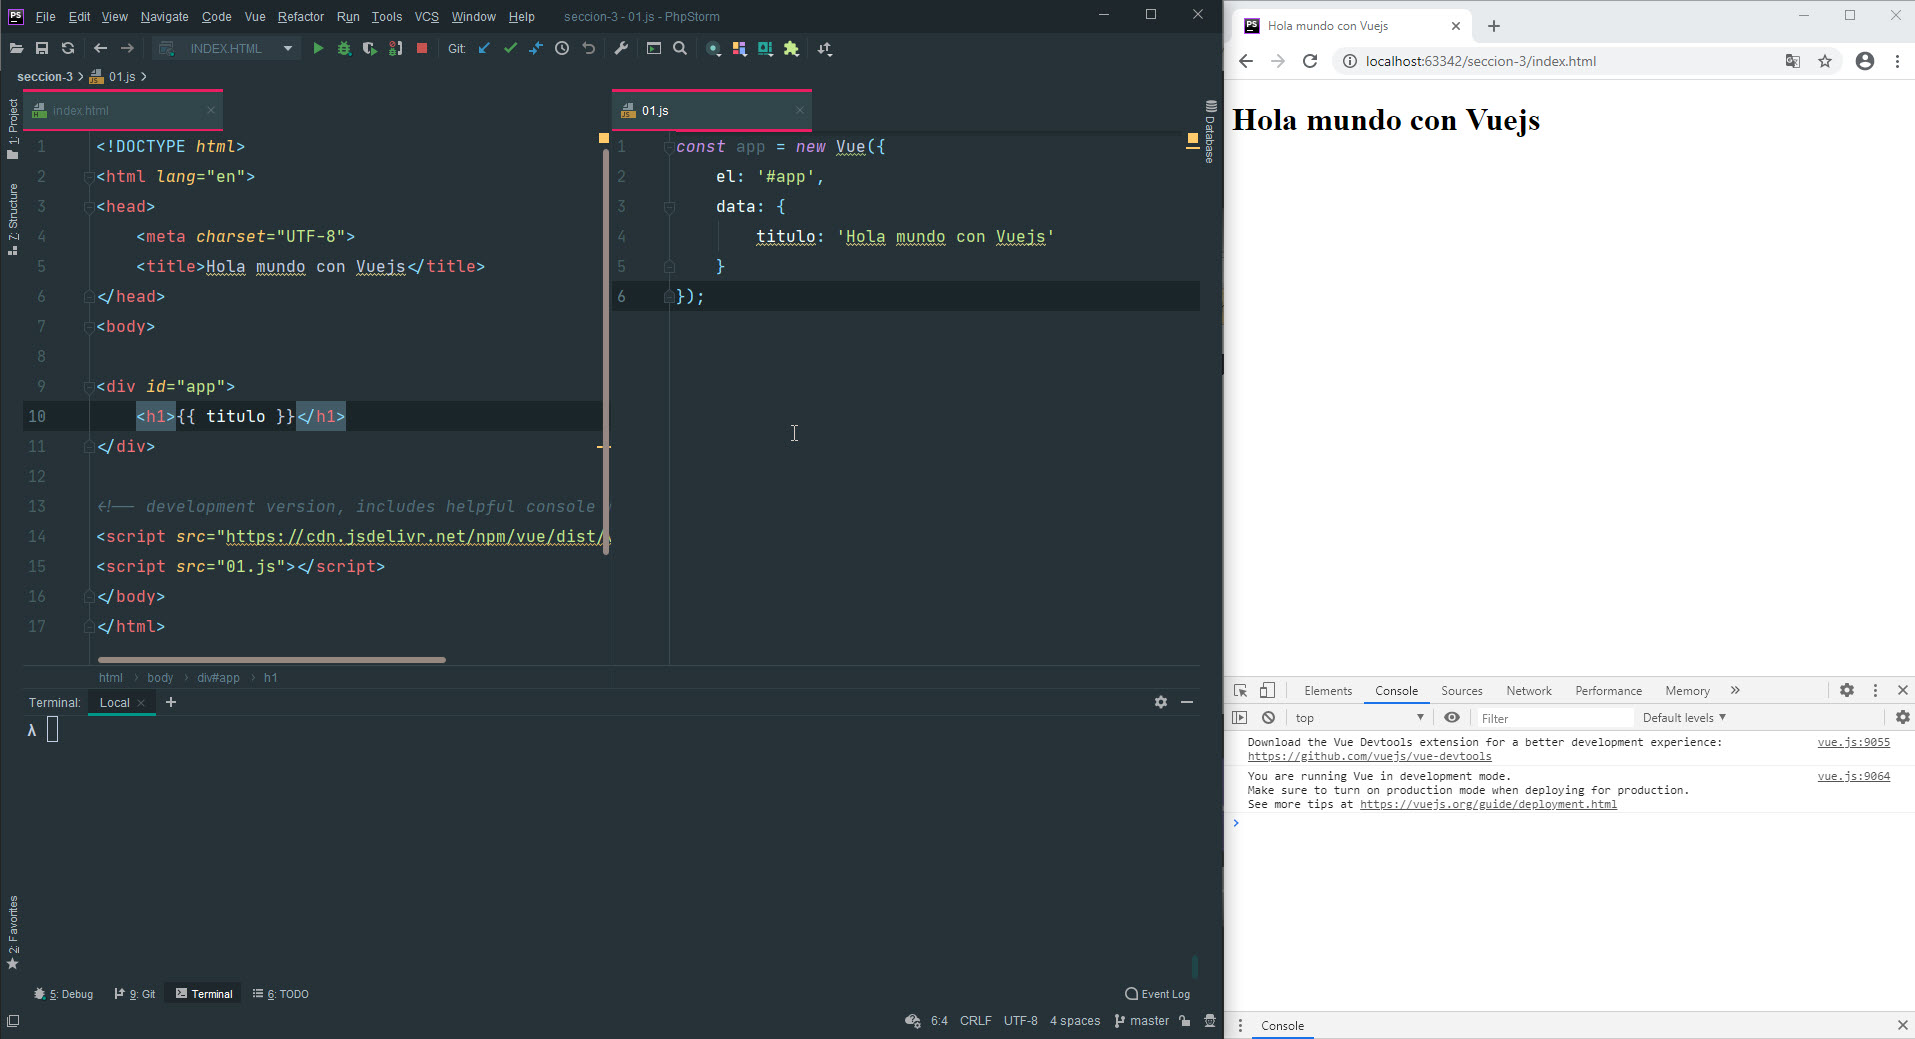 PS File Edit View Navigate Code Vue Refactor Run Tools VCS Window Help seccion-3 - 01.js - PhpStorm
INDEX.HTML Git:
seccion-3 01.js
1: Project
7: Structure
2: Favorites
index.html
1 <!DOCTYPE html>
2 <html lang="en">
3 <head>
4 <meta charset="UTF-8">
5 <title>Hola mundo con Vuejs</title>
6 </head>
7 <body>
8
9 <div id="app">
10 <h1>{{ titulo }}</h1>
11 </div>
12
13 <!-- development version, includes helpful console
14 <script src="https://cdn.jsdelivr.net/npm/vue/dist/
15 <script src="01.js"></script>
16 </body>
17 </html>
html body div#app h1
01.js
1 const app = new Vue({
2 el: '#app',
3 data: {
4 titulo: 'Hola mundo con Vuejs'
5 }
6 });
Database
Terminal: Local +
λ
5: Debug 9: Git Terminal 6: TODO Event Log
6:4 CRLF UTF-8 4 spaces master
PS Hola mundo con Vuejs
localhost:63342/seccion-3/index.html
Hola mundo con Vuejs
Elements Console Sources Network Performance Memory »
top Filter Default levels
Download the Vue Devtools extension for a better development experience: vue.js:9055
https://github.com/vuejs/vue-devtools
You are running Vue in development mode. vue.js:9064
Make sure to turn on production mode when deploying for production.
See more tips at https://vuejs.org/guide/deployment.html
>
Console